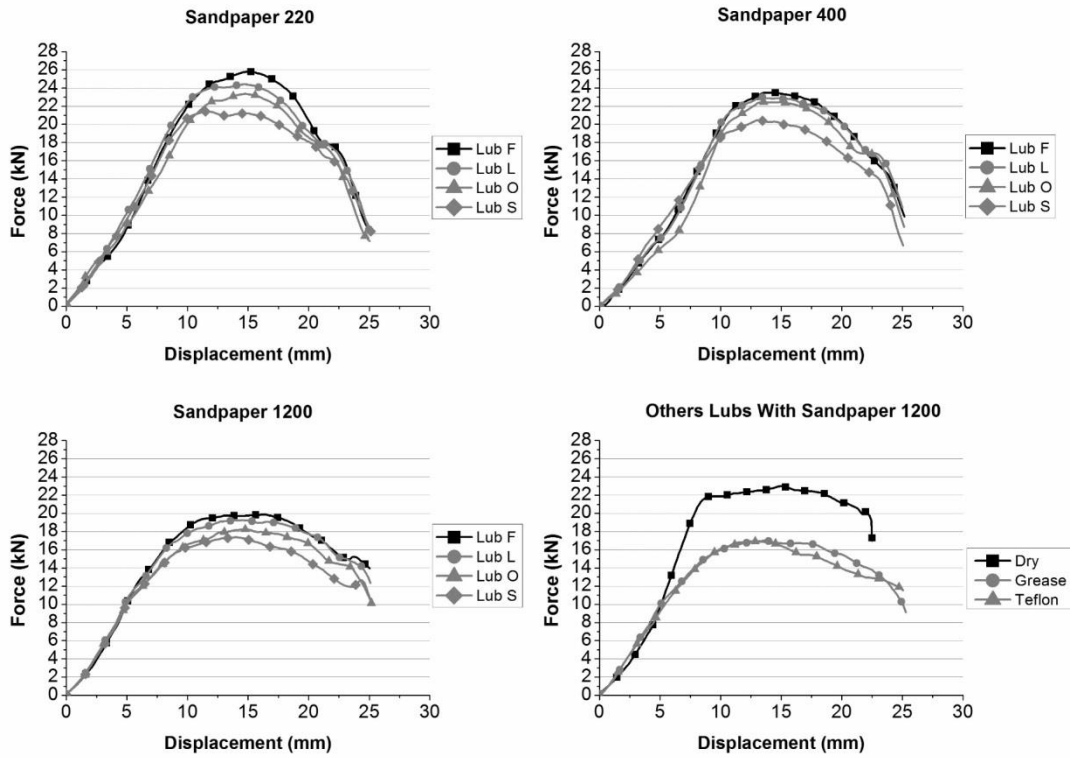 Sandpaper 220
28
26
24
22
20
18
16
14
12
10
8
6
4
2
0
Force (kN)
0 5 10 15 20 25 30
Displacement (mm)
Lub F
Lub L
Lub O
Lub S
Sandpaper 400
28
26
24
22
20
18
16
14
12
10
8
6
4
2
0
Force (kN)
0 5 10 15 20 25 30
Displacement (mm)
Lub F
Lub L
Lub O
Lub S
Sandpaper 1200
28
26
24
22
20
18
16
14
12
10
8
6
4
2
0
Force (kN)
0 5 10 15 20 25 30
Displacement (mm)
Lub F
Lub L
Lub O
Lub S
Others Lubs With Sandpaper 1200
28
26
24
22
20
18
16
14
12
10
8
6
4
2
0
Force (kN)
0 5 10 15 20 25 30
Displacement (mm)
Dry
Grease
Teflon